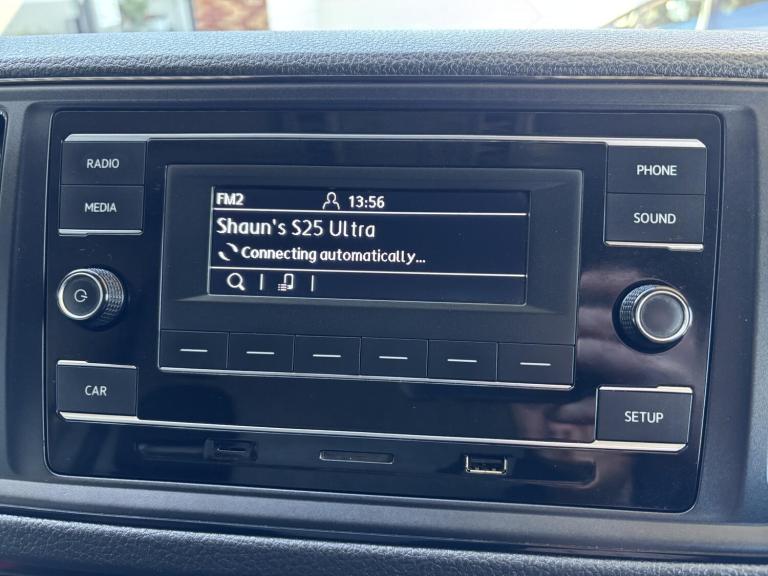 RADIO
MEDIA
PHONE
SOUND
FM2 13:56
Shaun's S25 Ultra
Connecting automatically...
CAR
SETUP